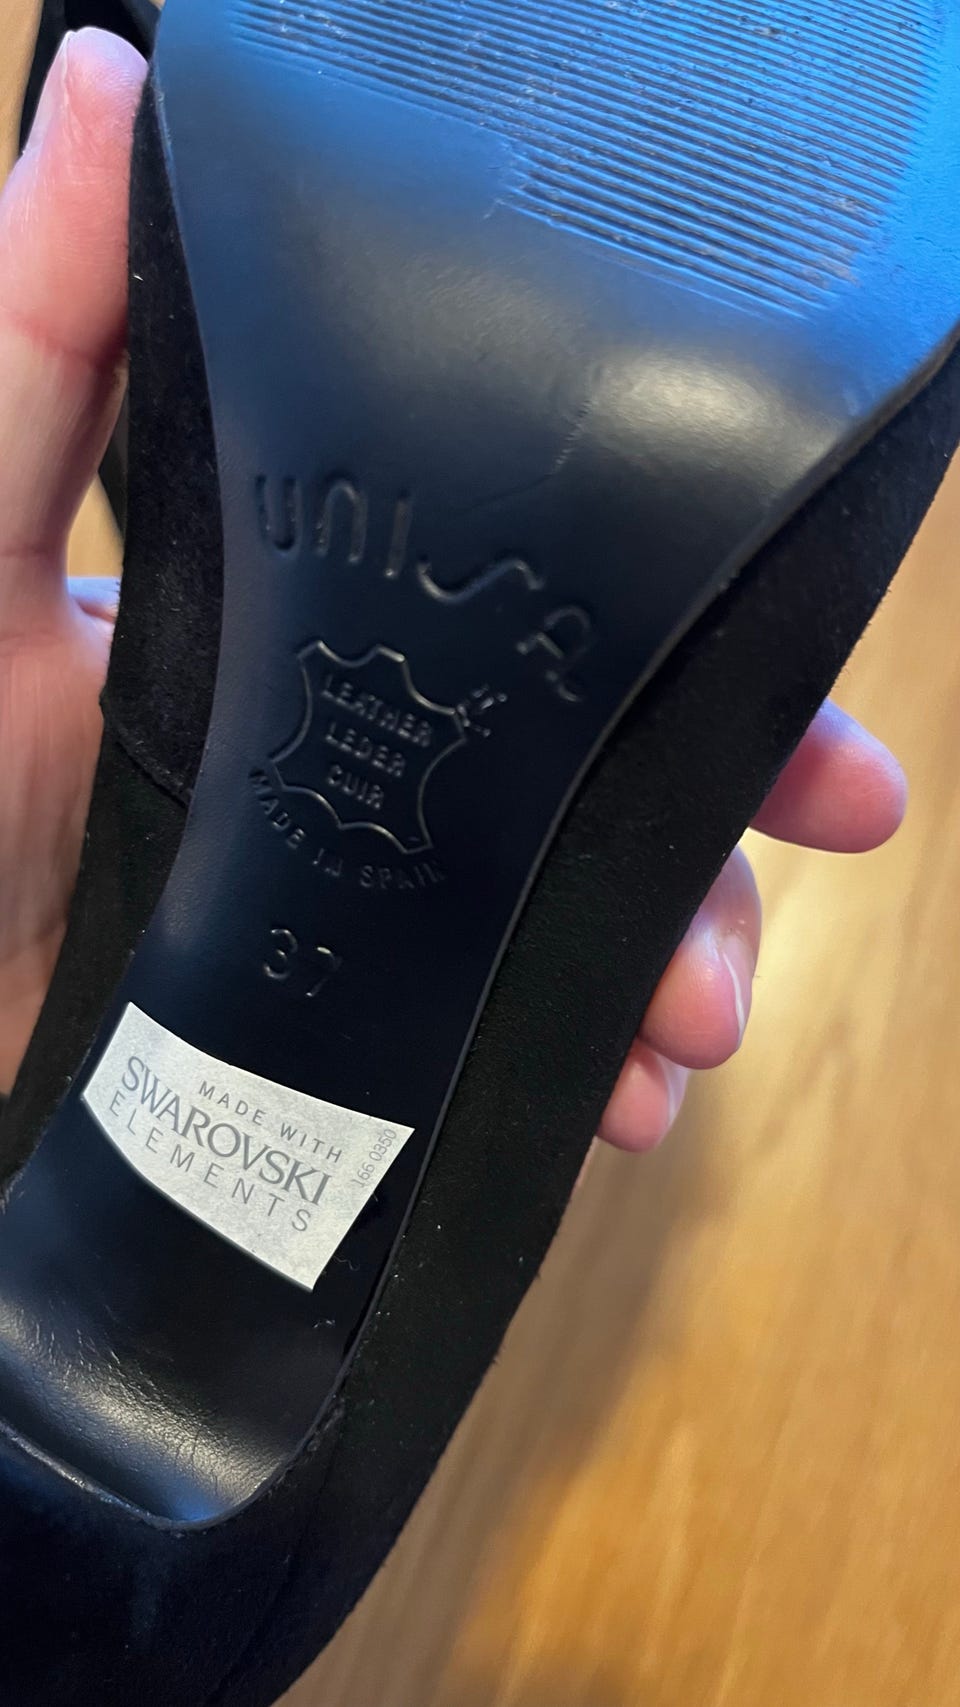 unisa
LEATHER
LEDER
CUIR
MADE IN SPAIN
37
MADE WITH
SWAROVSKI
ELEMENTS
166 0350